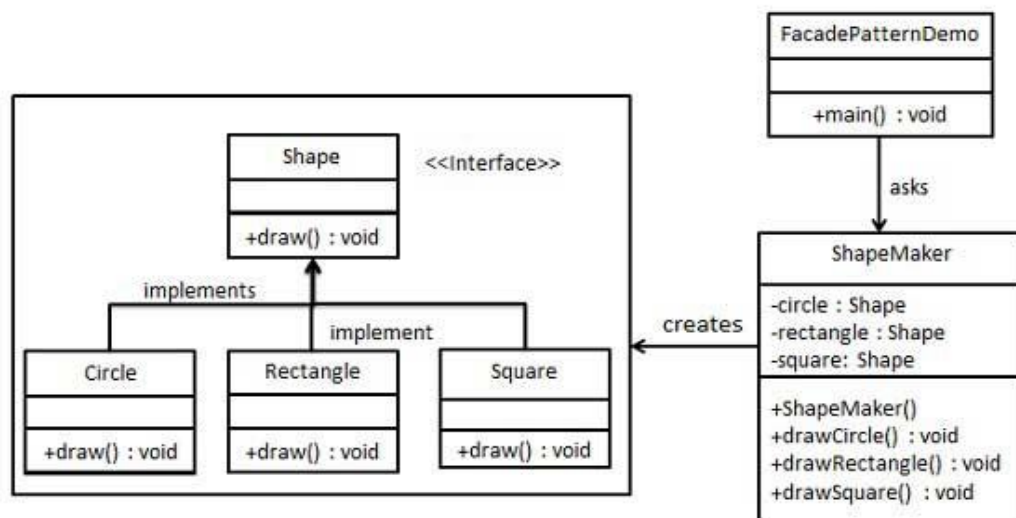 FacadePatternDemo
+main() : void
asks
Shape
<<Interface>>
+draw() : void
implements
implement
Circle
+draw() : void
Rectangle
+draw() : void
Square
+draw() : void
creates
ShapeMaker
-circle : Shape
-rectangle : Shape
-square: Shape
+ShapeMaker()
+drawCircle() : void
+drawRectangle() : void
+drawSquare() : void